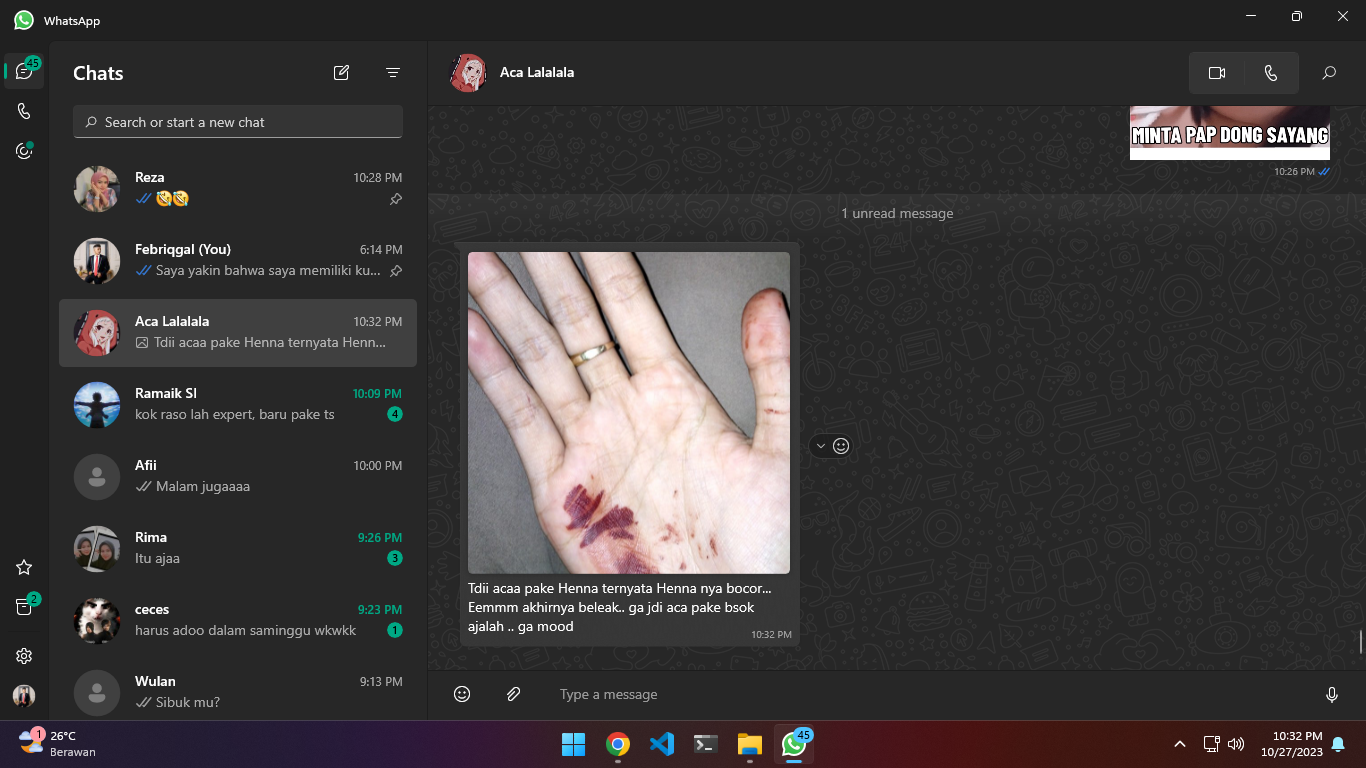 WhatsApp
45
Chats
Search or start a new chat
Reza
10:28 PM
Febriqgal (You)
6:14 PM
Saya yakin bahwa saya memiliki ku...
Aca Lalalala
10:32 PM
Tdii acaa pake Henna ternyata Henn...
Ramaik SI
10:09 PM
kok raso lah expert, baru pake ts
4
Afii
10:00 PM
Malam jugaaaa
Rima
9:26 PM
Itu ajaa
3
ceces
9:23 PM
harus adoo dalam saminggu wkwkk
1
Wulan
9:13 PM
Sibuk mu?
2
Aca Lalalala
MINTA PAP DONG SAYANG
10:26 PM
1 unread message
Tdii acaa pake Henna ternyata Henna nya bocor...
Eemmm akhirnya beleak.. ga jdi aca pake bsok
ajalah .. ga mood
10:32 PM
Type a message
1
26°C
Berawan
45
10:32 PM
10/27/2023